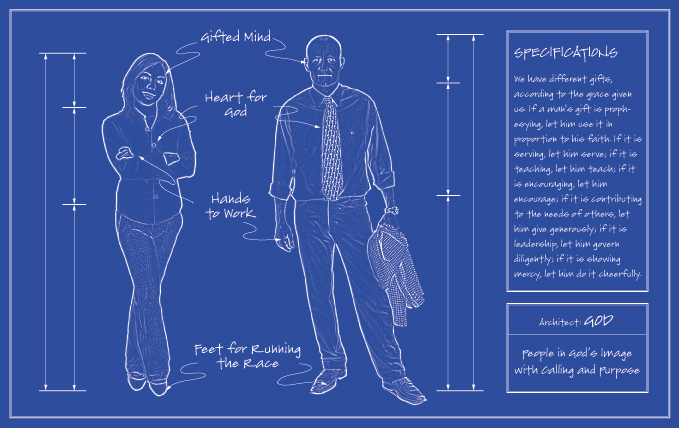 Gifted Mind
Heart for
God
Hands
to Work
Feet for Running
the Race
SPECIFICATIONS
We have different gifts,
according to the grace given
us. If a man's gift is proph-
esying, let him use it in
proportion to his faith. If it is
serving, let him serve; if it is
teaching, let him teach; if it
is encouraging, let him
encourage; if it is contributing
to the needs of others, let
him give generously; if it is
leadership, let him govern
diligently; if it is showing
mercy, let him do it cheerfully.
Architect: GOD
People in God's Image
with Calling and Purpose